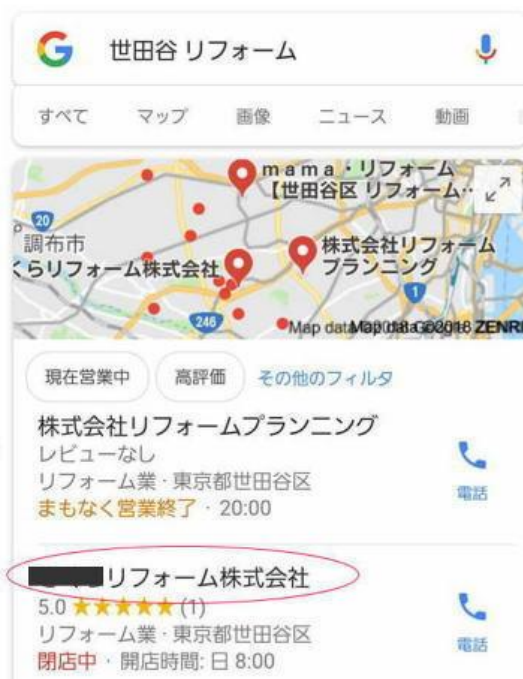 世田谷 リフォーム
すべて マップ 画像 ニュース 動画
ｍａｍａ・リフォーム
【世田谷区 リフォーム‥
20
調布市
くらリフォーム株式会社
株式会社リフォーム
プランニング
1
246
Map data ©2018 ZENRI
現在営業中 高評価 その他のフィルタ
株式会社リフォームプランニング
レビューなし
リフォーム業 · 東京都世田谷区
まもなく営業終了 · 20:00
電話
リフォーム株式会社
5.0 ★★★★★ (1)
リフォーム業 · 東京都世田谷区
閉店中 · 開店時間: 日 8:00
電話